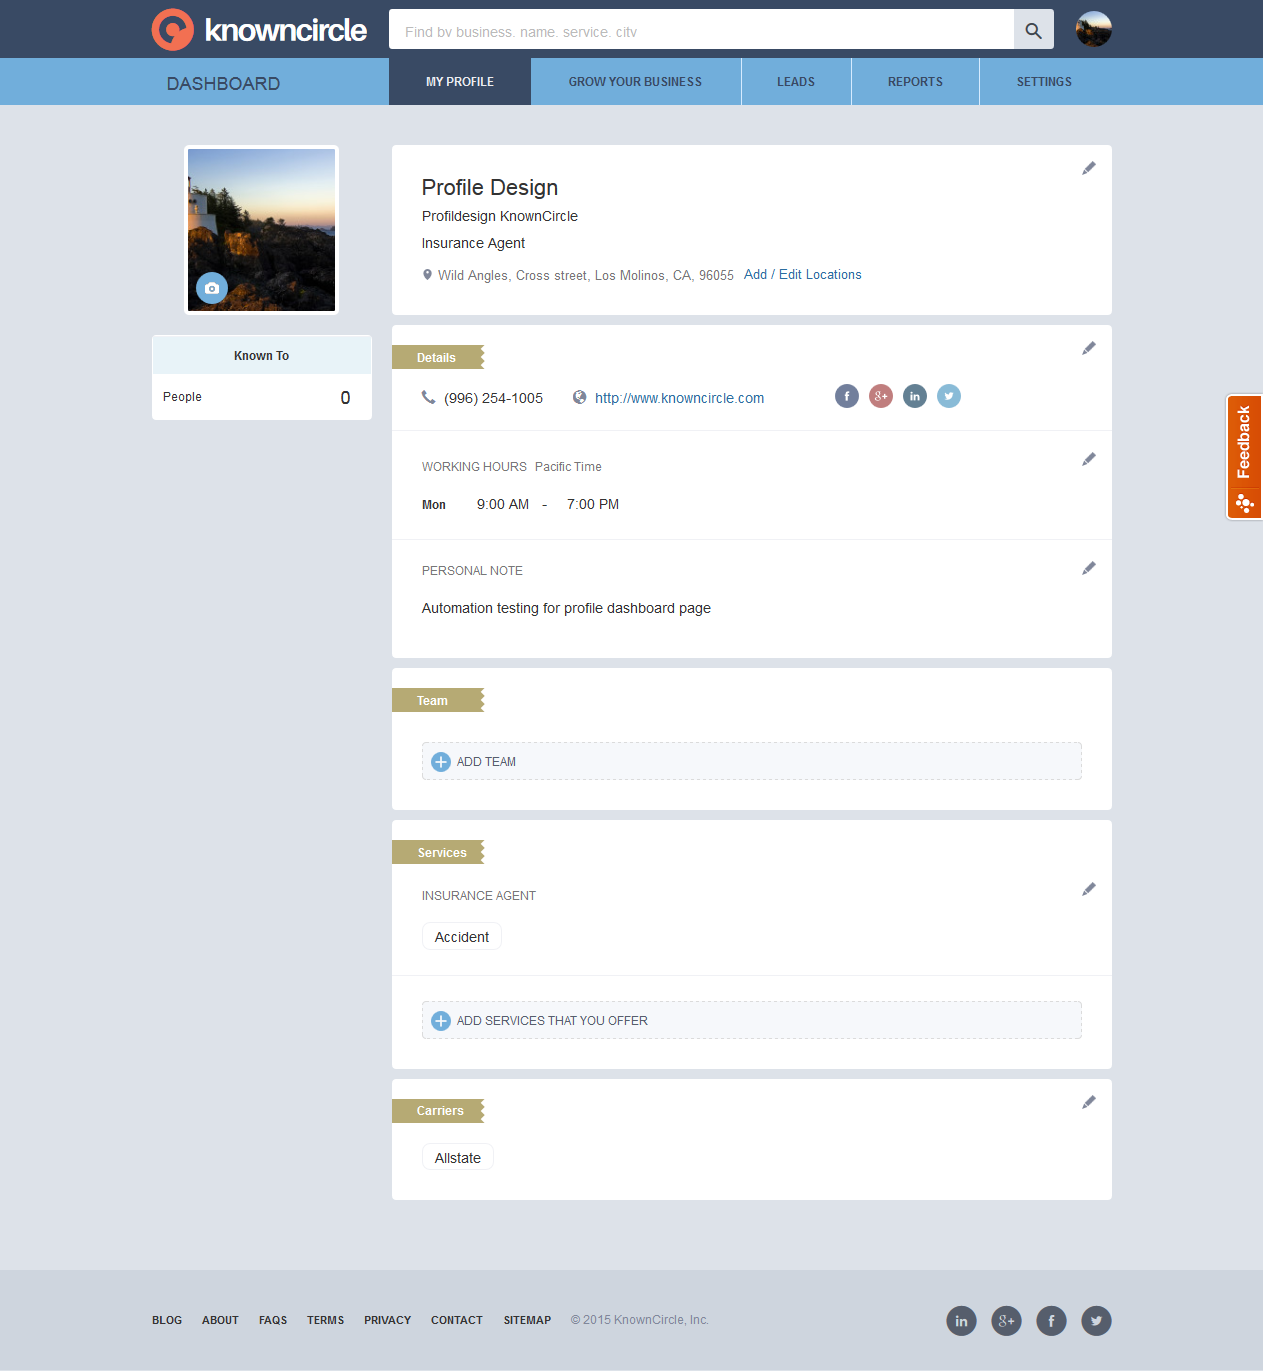 knowncircle
Find by business, name, service, city
DASHBOARD
MY PROFILE
GROW YOUR BUSINESS
LEADS
REPORTS
SETTINGS
Profile Design
Profildesign KnownCircle
Insurance Agent
Wild Angles, Cross street, Los Molinos, CA, 96055 Add / Edit Locations
Known To
People 0
Details
(996) 254-1005 http://www.knowncircle.com
f g+ in
WORKING HOURS Pacific Time
Mon 9:00 AM - 7:00 PM
PERSONAL NOTE
Automation testing for profile dashboard page
Feedback
Team
ADD TEAM
Services
INSURANCE AGENT
Accident
ADD SERVICES THAT YOU OFFER
Carriers
Allstate
BLOG ABOUT FAQS TERMS PRIVACY CONTACT SITEMAP © 2015 KnownCircle, Inc.
in g+ f